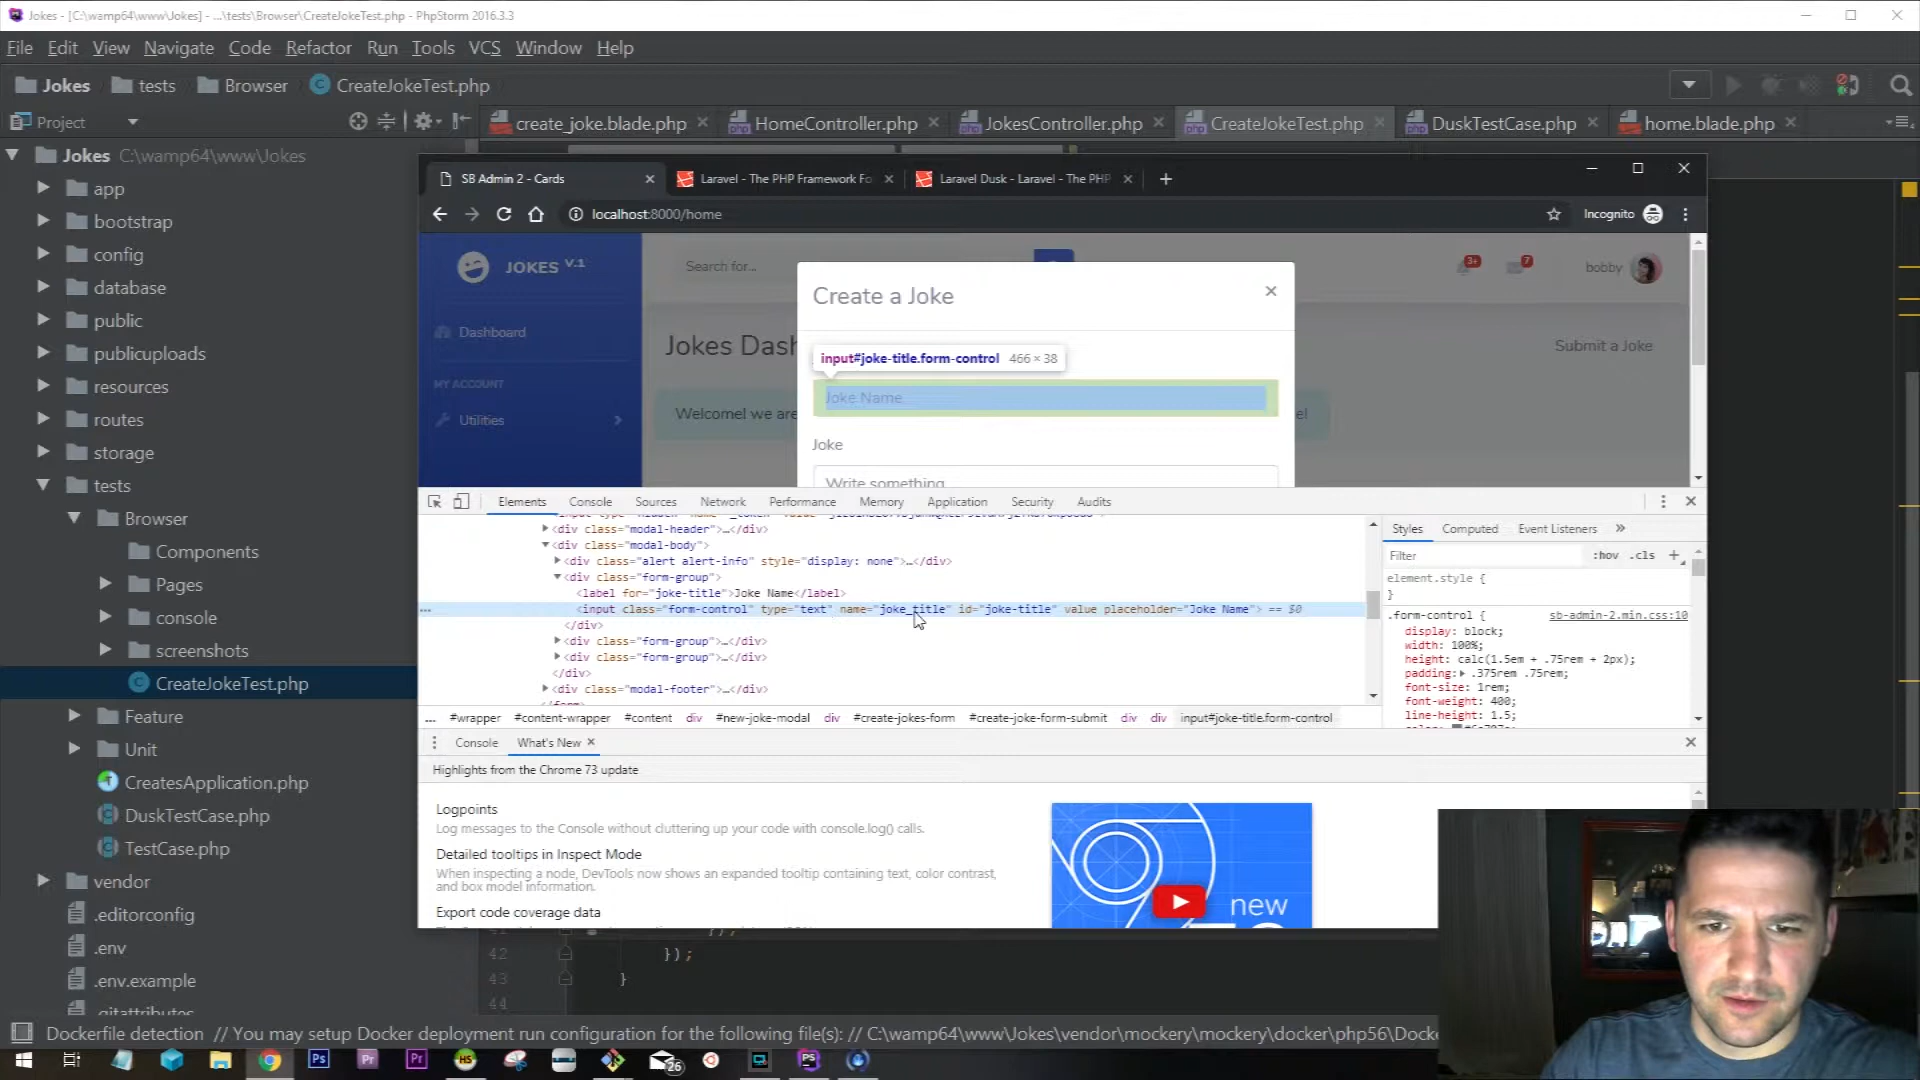 Jokes - [C:\wamp64\www\Jokes] - ...\tests\Browser\CreateJokeTest.php - PhpStorm 2016.3.3
File Edit View Navigate Code Refactor Run Tools VCS Window Help
Jokes tests Browser CreateJokeTest.php
Project
create_joke.blade.php HomeController.php JokesController.php CreateJokeTest.php DuskTestCase.php home.blade.php
Jokes C:\wamp64\www\Jokes
app
bootstrap
config
database
public
publicuploads
resources
routes
storage
tests
Browser
Components
Pages
console
screenshots
CreateJokeTest.php
Feature
Unit
CreatesApplication.php
DuskTestCase.php
TestCase.php
vendor
.editorconfig
.env
.env.example
.gitattributes
SB Admin 2 - Cards
Laravel - The PHP Framework Fo
Laravel Dusk - Laravel - The PHP
localhost:8000/home
Incognito
JOKES V.1
Search for...
3+
7
bobby
Dashboard
MY ACCOUNT
Utilities
Jokes Dash
Submit a Joke
Welcome! we are
Create a Joke
×
input#joke-title.form-control 466 × 38
Joke Name
Joke
Write something
Elements Console Sources Network Performance Memory Application Security Audits
<div class="modal-header">…</div>
<div class="modal-body">
<div class="alert alert-info" style="display: none">…</div>
<div class="form-group">
<label for="joke-title">Joke Name</label>
<input class="form-control" type="text" name="joke_title" id="joke-title" value placeholder="Joke Name"> == $0
</div>
<div class="form-group">…</div>
<div class="form-group">…</div>
</div>
<div class="modal-footer">…</div>
... #wrapper #content-wrapper #content div #new-joke-modal div #create-jokes-form #create-joke-form-submit div div input#joke-title.form-control
Styles Computed Event Listeners »
Filter :hov .cls +
element.style {
}
.form-control { sb-admin-2.min.css:10
display: block;
width: 100%;
height: calc(1.5em + .75rem + 2px);
padding: .375rem .75rem;
font-size: 1rem;
font-weight: 400;
line-height: 1.5;
Console What's New ×
Highlights from the Chrome 73 update
Logpoints
Log messages to the Console without cluttering up your code with console.log() calls.
Detailed tooltips in Inspect Mode
When inspecting a node, DevTools now shows an expanded tooltip containing text, color contrast,
and box model information.
Export code coverage data
new
42 });
43 }
44
Dockerfile detection // You may setup Docker deployment run configuration for the following file(s): // C:\wamp64\www\Jokes\vendor\mockery\mockery\docker\php56\Docke
26